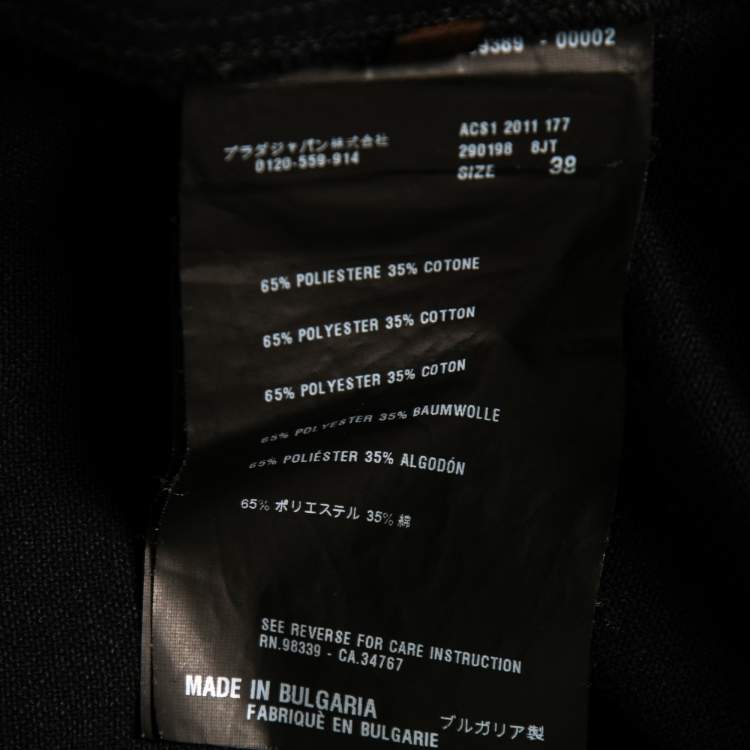 9369 - 00002
プラダジャパン株式会社
0120-559-914
ACS1 2011 177
290198 8JT
SIZE 38
65% POLIESTERE 35% COTONE
65% POLYESTER 35% COTTON
65% POLYESTER 35% COTON
65% POLYESTER 35% BAUMWOLLE
65% POLIÉSTER 35% ALGODÓN
65% ポリエステル 35% 綿
SEE REVERSE FOR CARE INSTRUCTION
RN.98339 - CA.34767
MADE IN BULGARIA
FABRIQUÈ EN BULGARIE
ブルガリア製